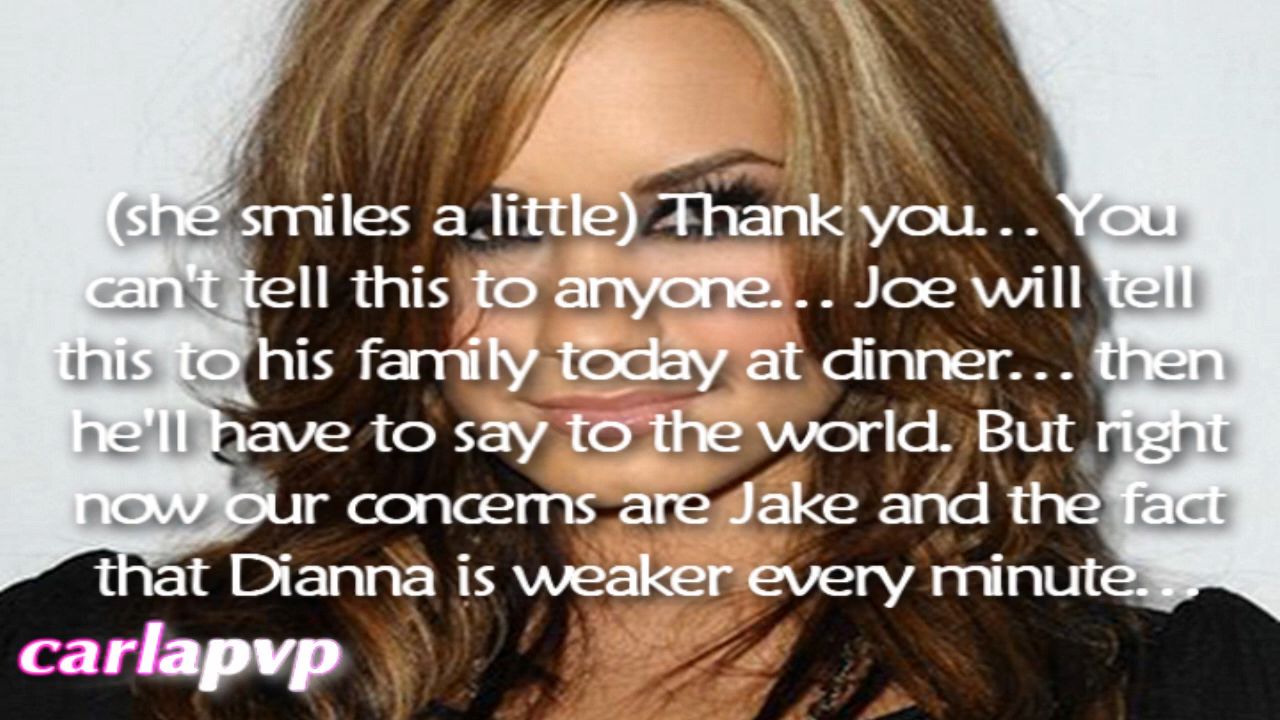 (she smiles a little) Thank you... You
can't tell this to anyone... Joe will tell
this to his family today at dinner... then
he'll have to say to the world. But right
now our concerns are Jake and the fact
that Dianna is weaker every minute...
carlapvp